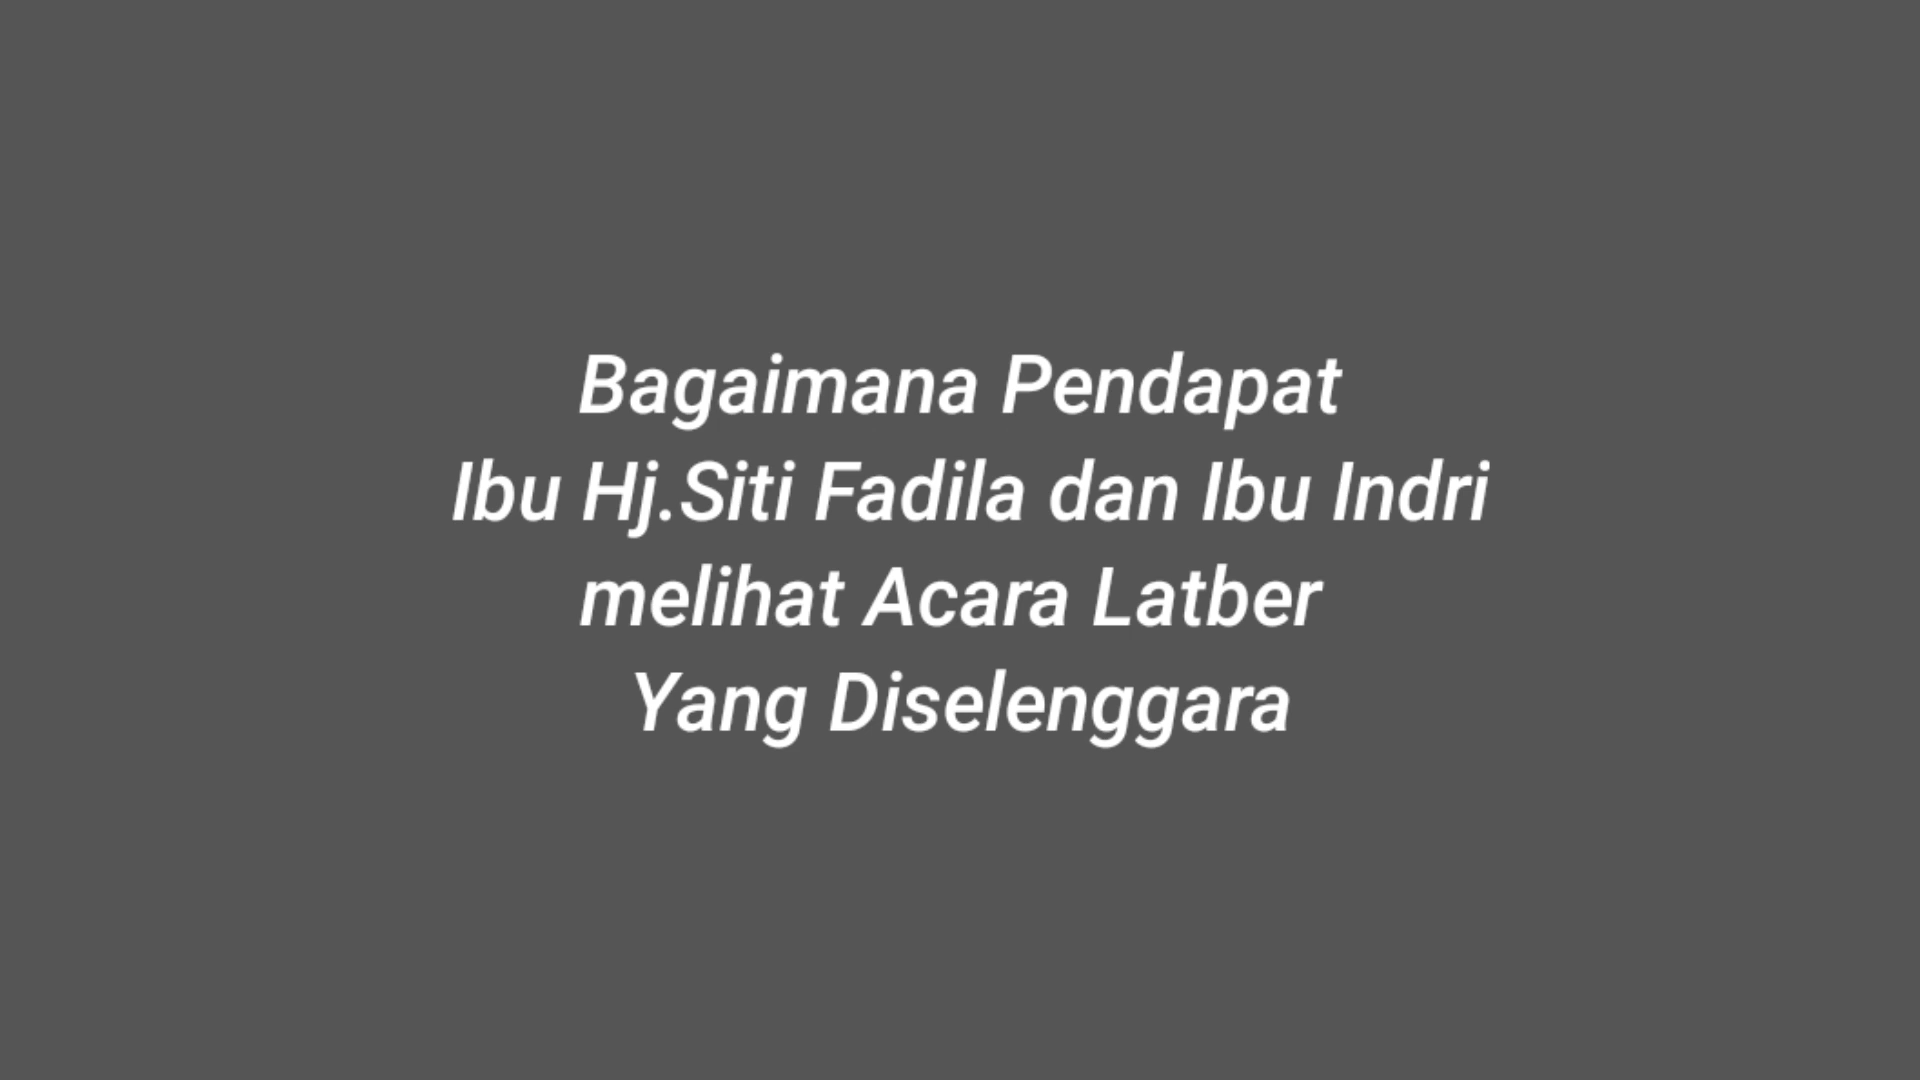 Bagaimana Pendapat
Ibu Hj.Siti Fadila dan Ibu Indri
melihat Acara Latber
Yang Diselenggara